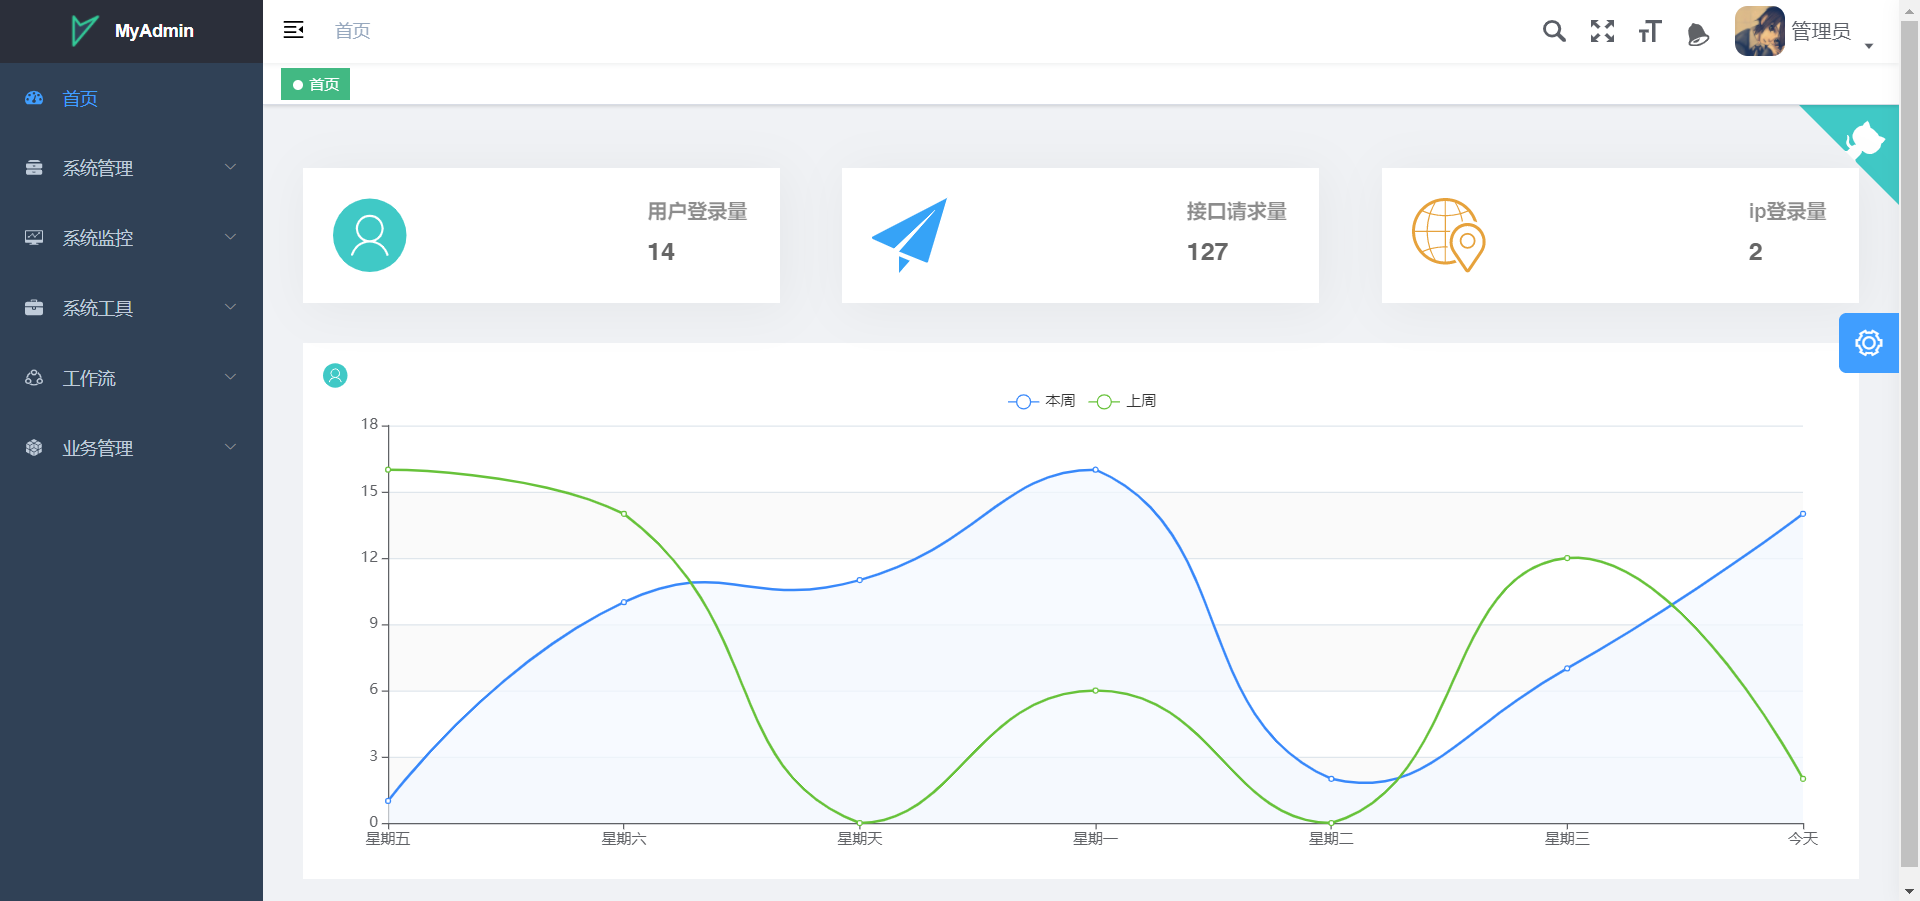 MyAdmin
首页
管理员
首页
首页
系统管理
系统监控
系统工具
工作流
业务管理
用户登录量
14
接口请求量
127
ip登录量
2
本周 上周
18
15
12
9
6
3
0
星期五 星期六 星期天 星期一 星期二 星期三 今天